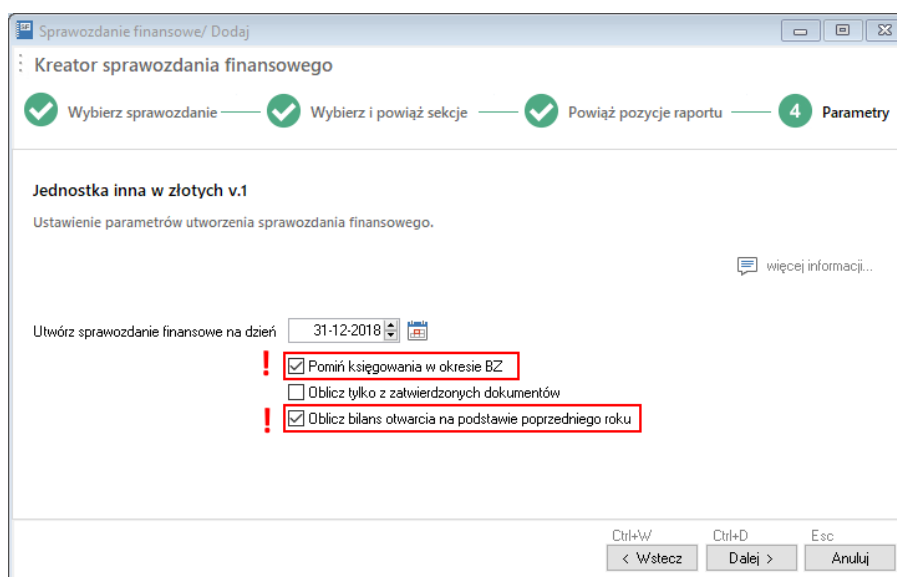 Sprawozdanie finansowe/ Dodaj
Kreator sprawozdania finansowego
Wybierz sprawozdanie Wybierz i powiąż sekcje Powiąż pozycje raportu 4 Parametry
Jednostka inna w złotych v.1
Ustawienie parametrów utworzenia sprawozdania finansowego.
więcej informacji...
Utwórz sprawozdanie finansowe na dzień 31-12-2018
! Pomiń księgowania w okresie BZ
Oblicz tylko z zatwierdzonych dokumentów
! Oblicz bilans otwarcia na podstawie poprzedniego roku
Ctrl+W Ctrl+D Esc
< Wstecz Dalej > Anuluj